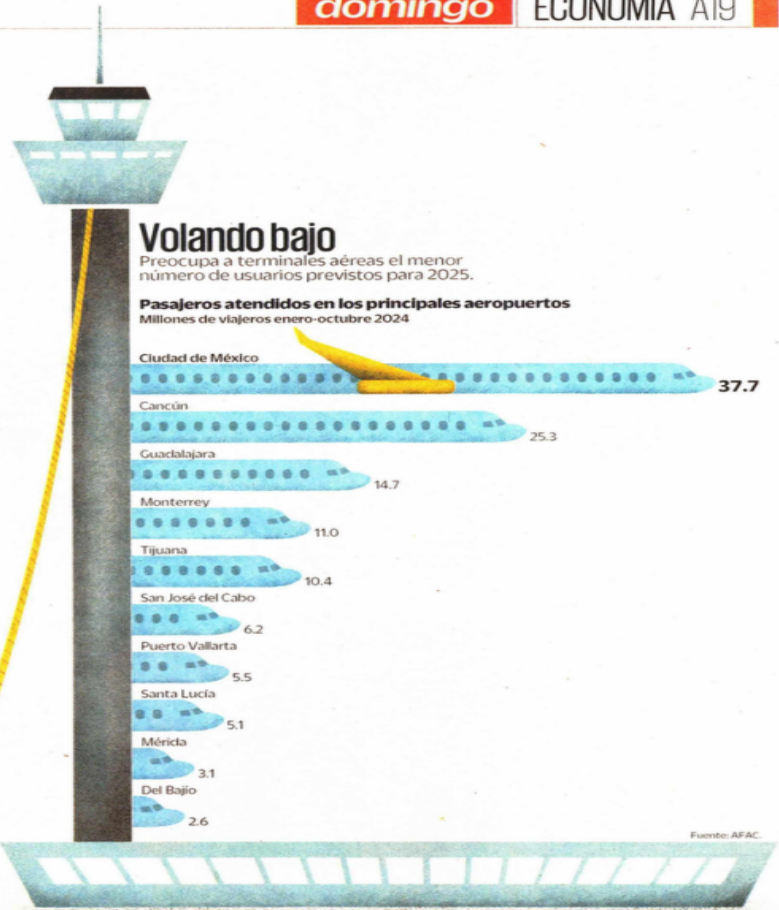 domingo
ECONOMÍA A19
Volando bajo
Preocupa a terminales aéreas el menor
número de usuarios previstos para 2025.
Pasajeros atendidos en los principales aeropuertos
Millones de viajeros enero-octubre 2024
Ciudad de México
37.7
Cancún
25.3
Guadalajara
14.7
Monterrey
11.0
Tijuana
10.4
San José del Cabo
6.2
Puerto Vallarta
5.5
Santa Lucía
5.1
Mérida
3.1
Del Bajío
2.6
Fuente: AFAC.